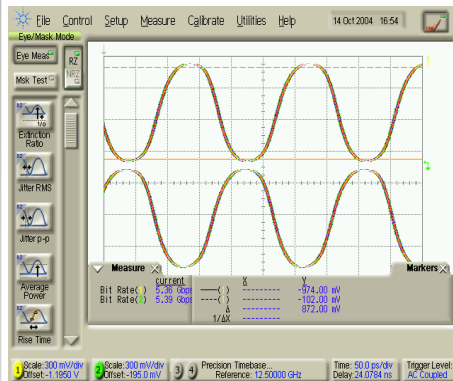 File Control Setup Measure Calibrate Utilities Help 14 Oct 2004 16:54
Eye/Mask Mode
Eye Meas
RZ
NRZ
Msk Test
Extinction
Ratio
Jitter RMS
Jitter p-p
Average
Power
Rise Time
Measure
current
Bit Rate( ) 5.36 Gbps
Bit Rate( ) 5.39 Gbps
Markers
X Y
——( ) --------- -974.00 mV
----( ) --------- -102.00 mV
Δ --------- 872.00 mV
1/ΔX ---------
1 Scale:300 mV/div
Offset:-1.1950 V
2 Scale:300 mV/div
Offset:-195.0 mV
3 4
Precision Timebase...
Reference: 12.50000 GHz
Time:50.0 ps/div
Delay:24.0784 ns
Trigger Level:
AC Coupled